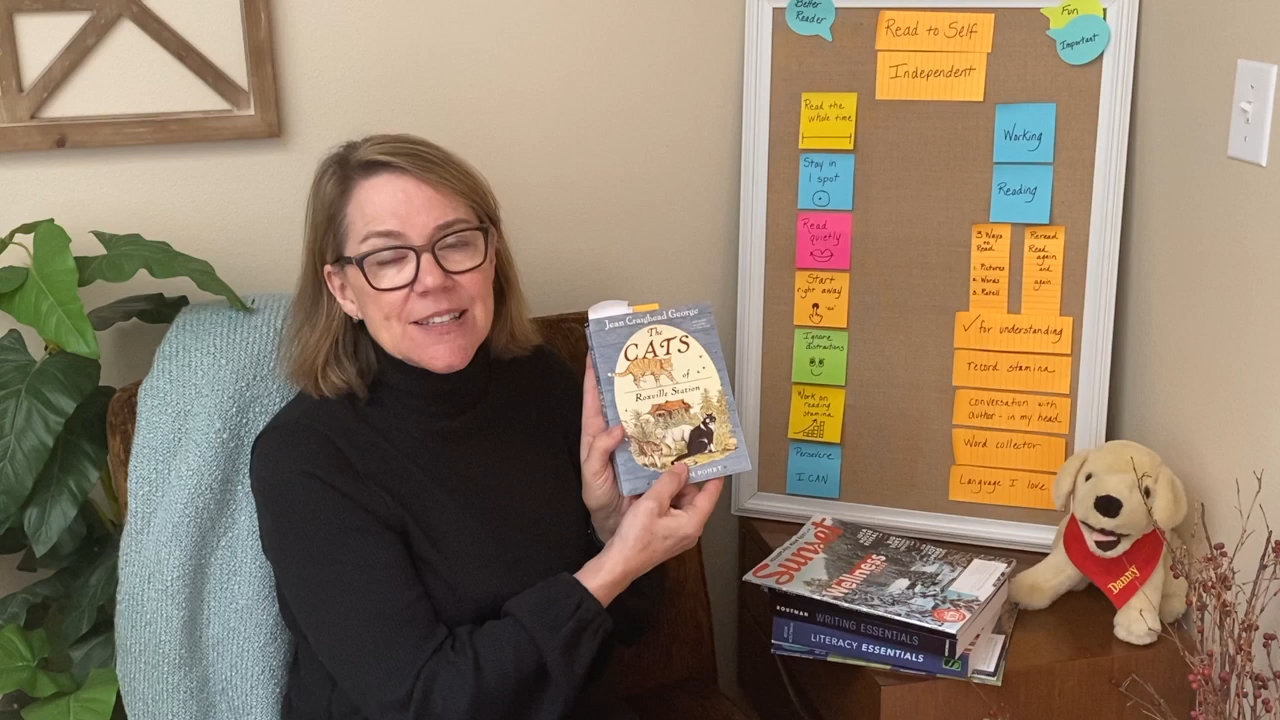 Better
Reader
Read to Self
Independent
Fun
Important
Read the
whole time
Stay in
1 spot
Read
quietly
Start
right away!
Ignore
distractions
Work on
reading
stamina
Persevere
I CAN
Working
Reading
3 Ways
to
Read
1. Pictures
2. Words
3. Retell
Reread
Read
again
and
again
✓ for understanding
record stamina
conversation with
author - in my head
Word collector
Language I love
Jean Craighead George
The
CATS
of
Roxville Station
POHRT
Sunset
Wellness
ROUTMAN
WRITING ESSENTIALS
LITERACY ESSENTIALS
Danny